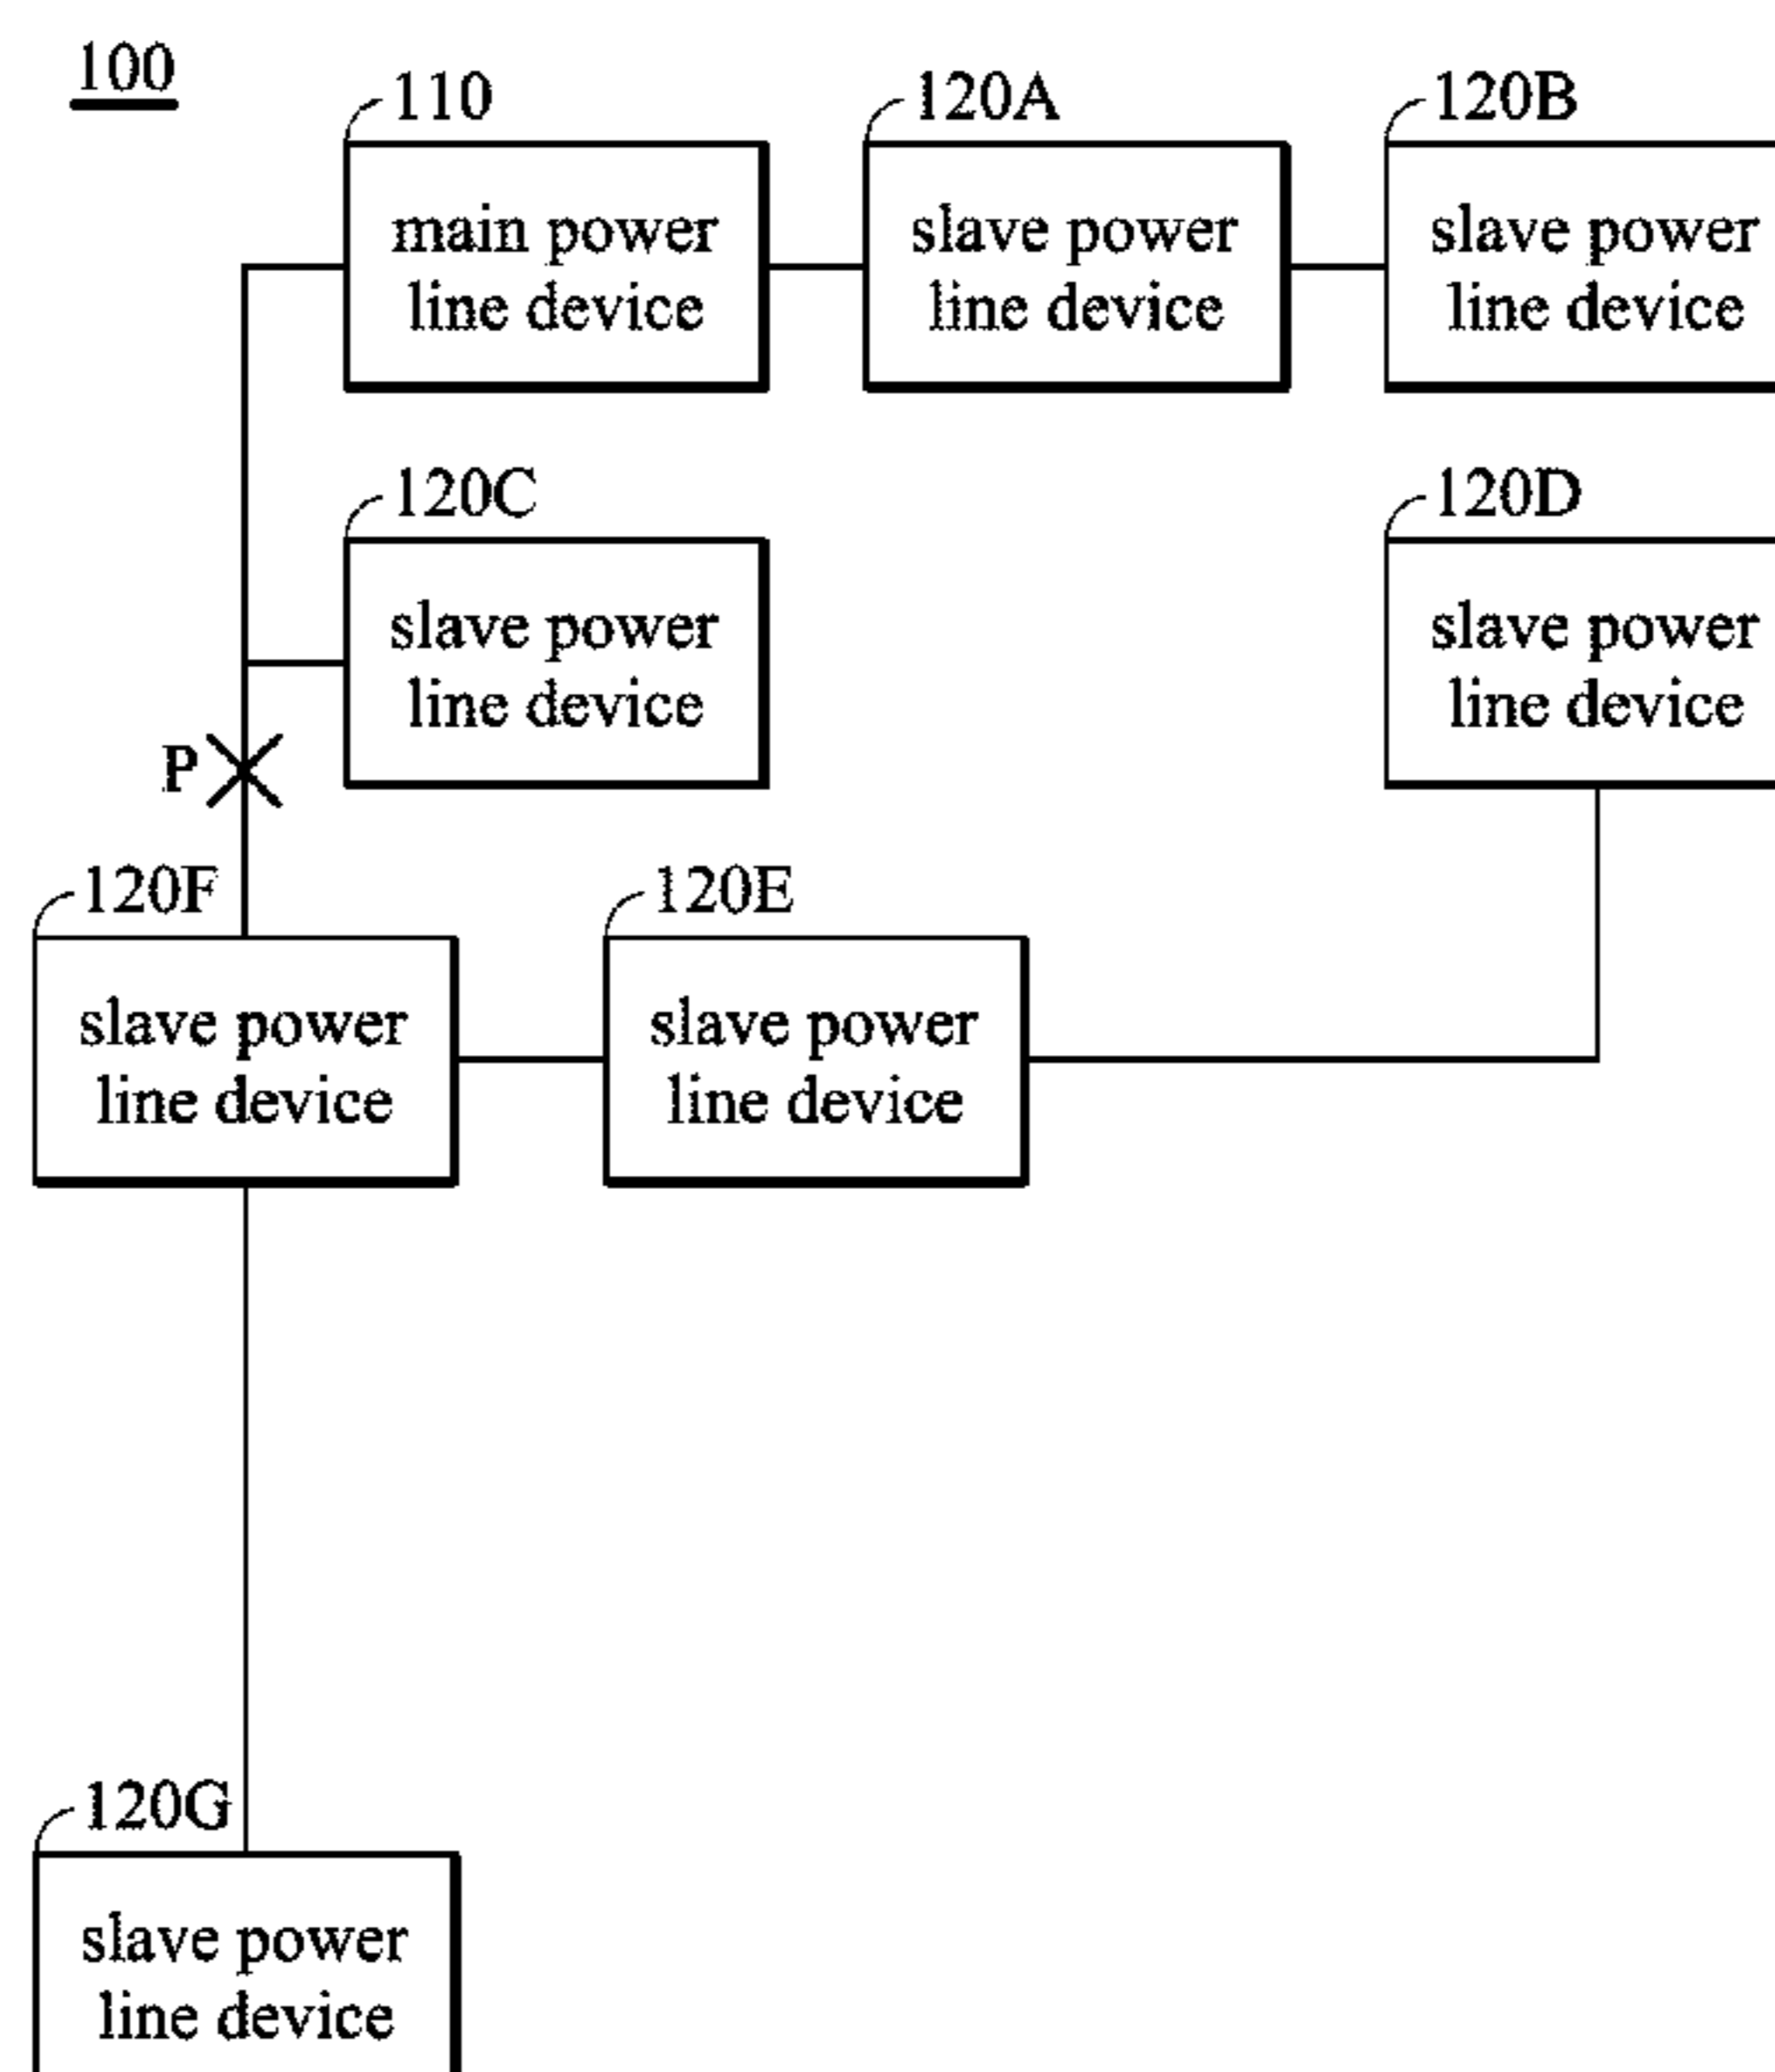 100
110
main power
line device
120A
slave power
line device
120B
slave power
line device
120C
slave power
line device
120D
slave power
line device
P
120F
slave power
line device
120E
slave power
line device
120G
slave power
line device